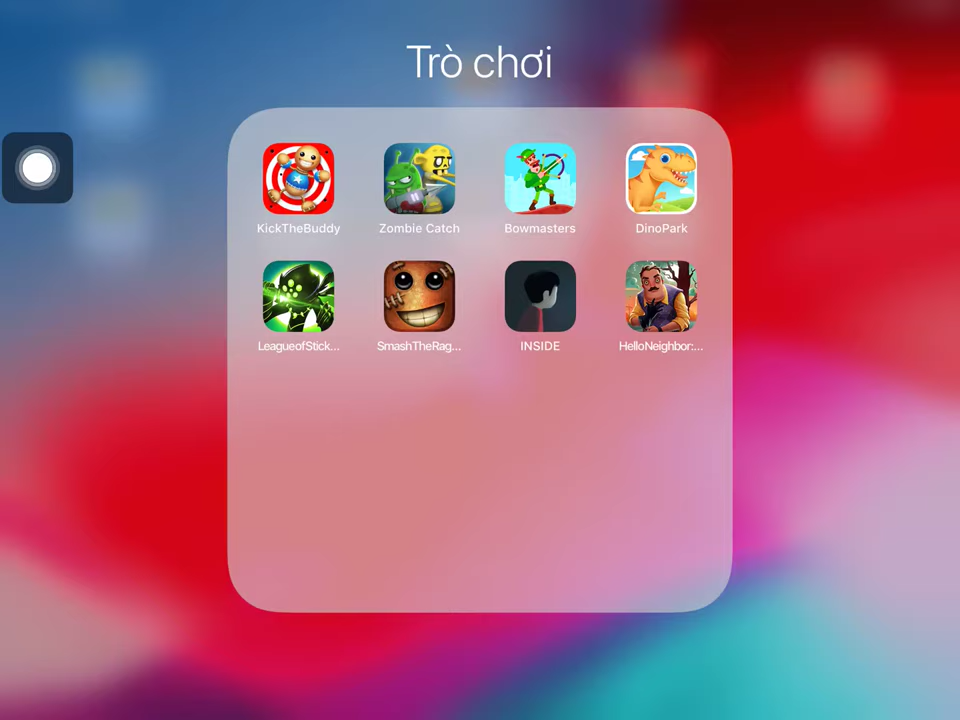 Trò chơi
KickTheBuddy
Zombie Catch
Bowmasters
DinoPark
LeagueofStick...
SmashTheRag...
INSIDE
HelloNeighbor:...